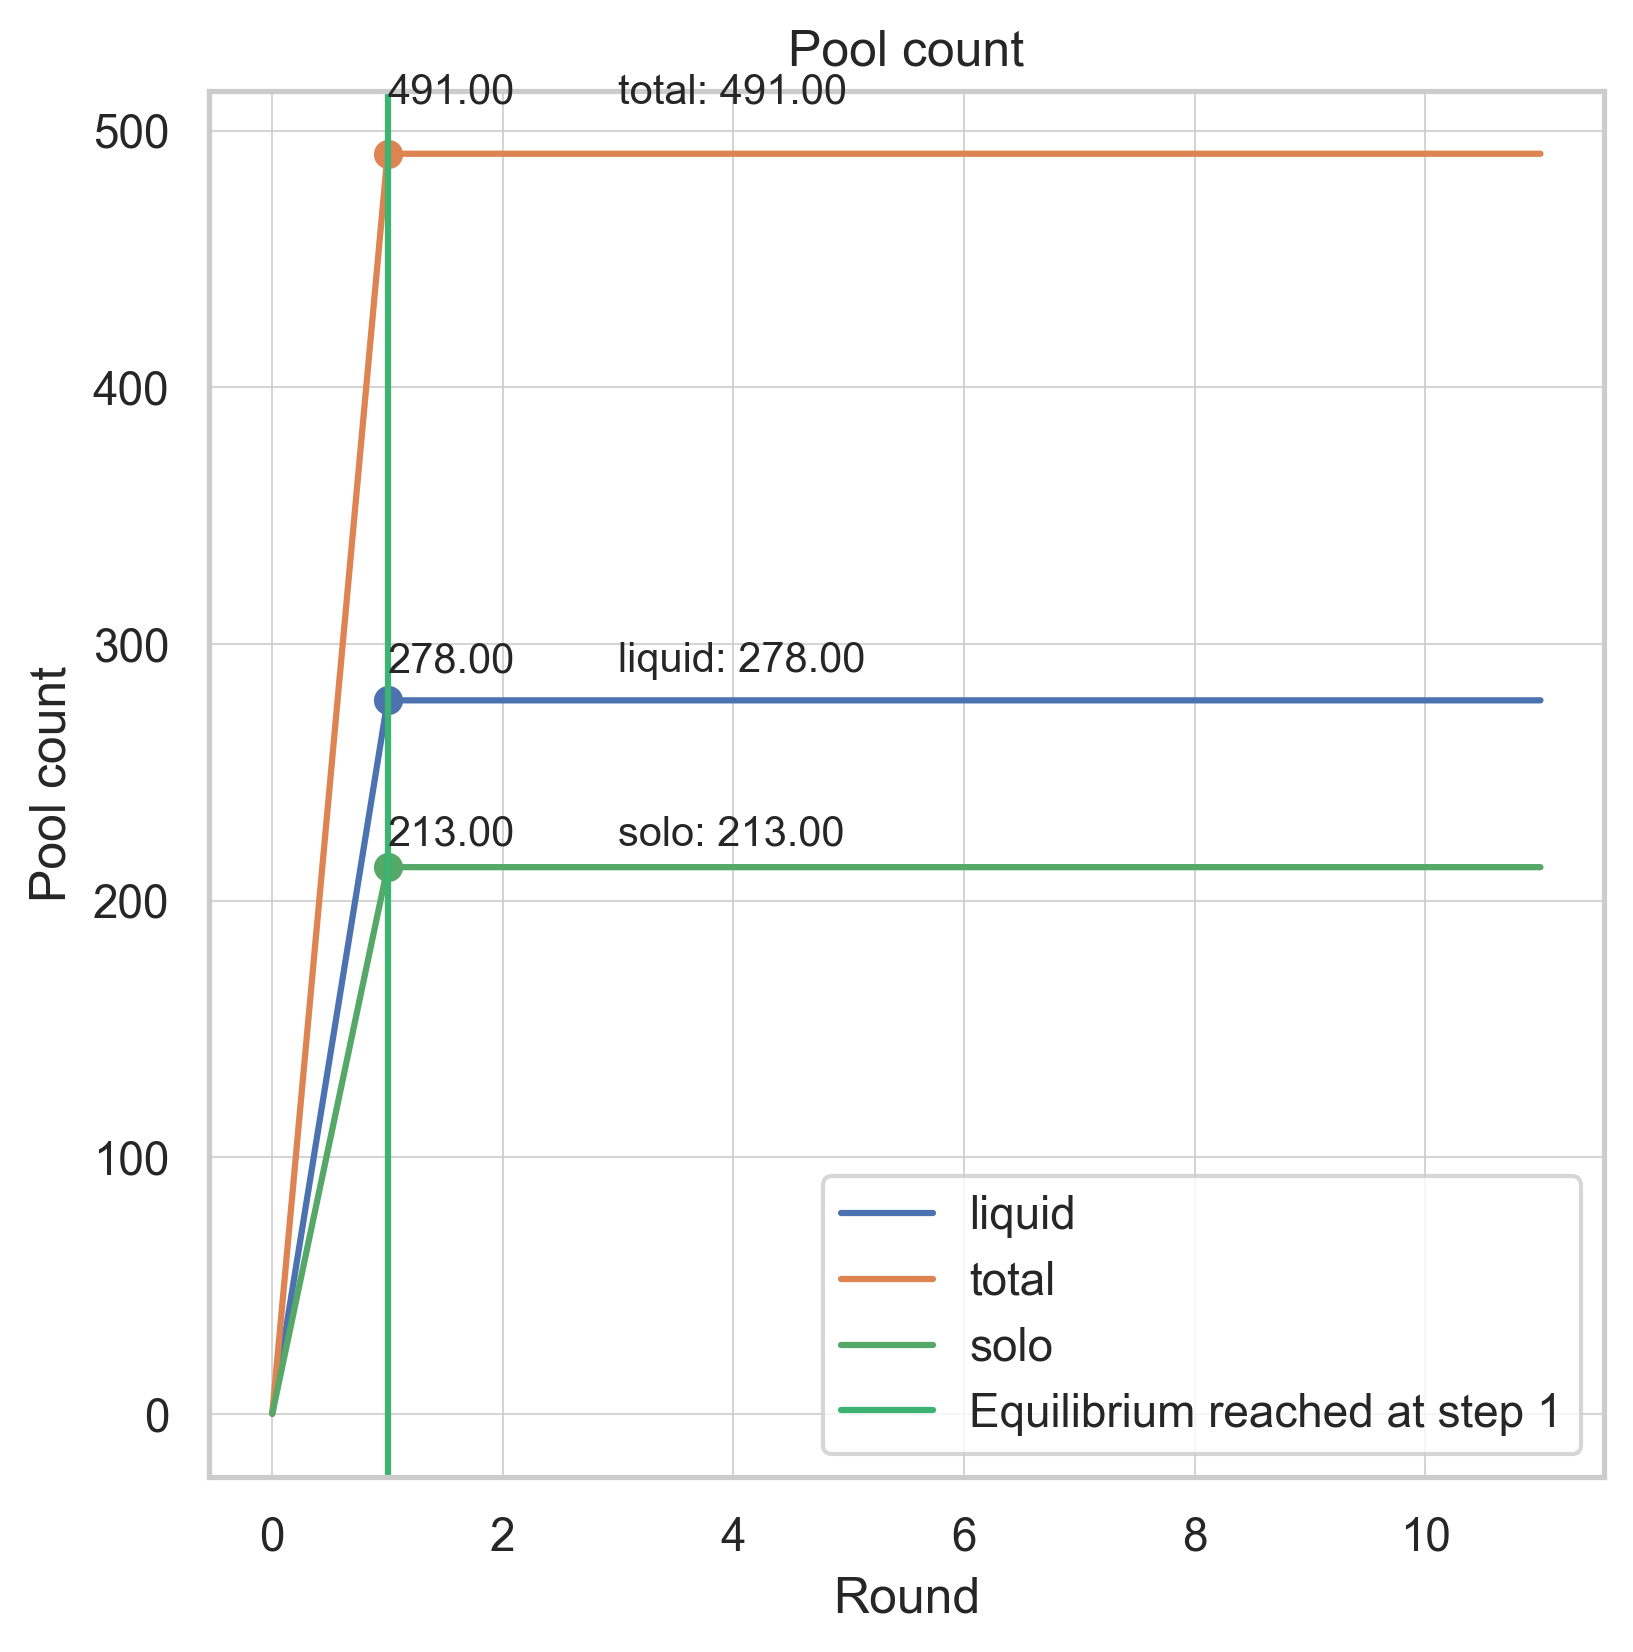 Pool count
491.00 total: 491.00
500
400
300
278.00 liquid: 278.00
213.00 solo: 213.00
200
100
0
Pool count
liquid
total
solo
Equilibrium reached at step 1
0 2 4 6 8 10
Round